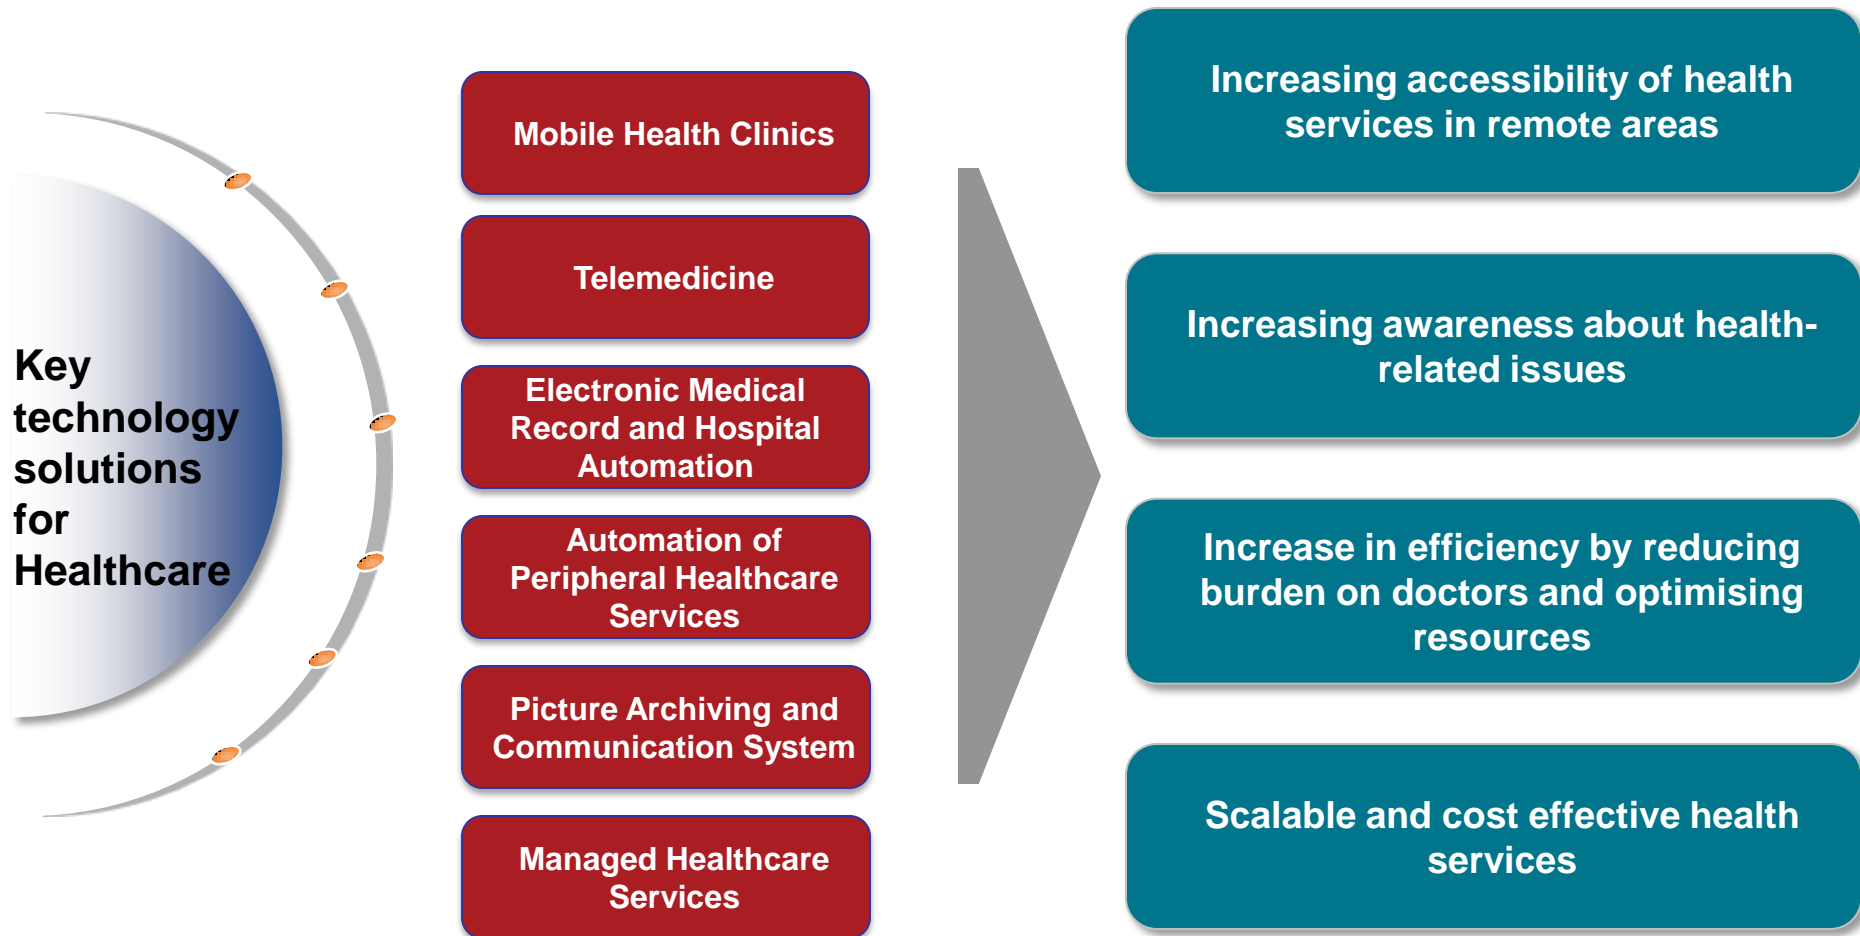 Key
technology
solutions
for
Healthcare
Mobile Health Clinics
Telemedicine
Electronic Medical
Record and Hospital
Automation
Automation of
Peripheral Healthcare
Services
Picture Archiving and
Communication System
Managed Healthcare
Services
Increasing accessibility of health
services in remote areas
Increasing awareness about health-
related issues
Increase in efficiency by reducing
burden on doctors and optimising
resources
Scalable and cost effective health
services